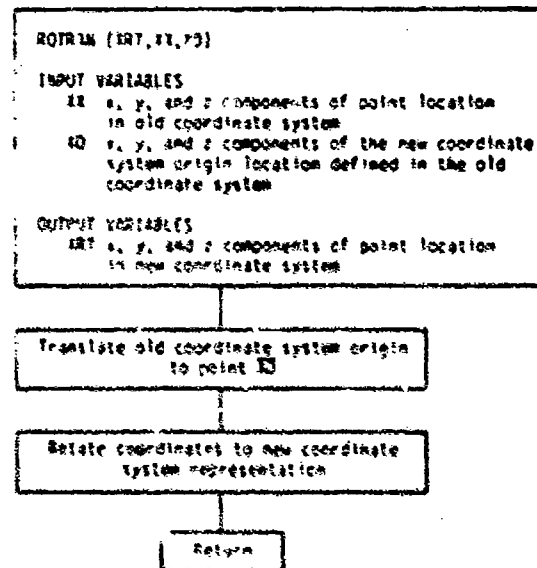 ROTRAN (XRT,XX,XO)
INPUT VARIABLES
XX x, y, and z components of point location
in old coordinate system
XO x, y, and z components of the new coordinate
system origin location defined in the old
coordinate system
OUTPUT VARIABLES
XRT x, y, and z components of point location
in new coordinate system
Translate old coordinate system origin
to point XO
Rotate coordinates to new coordinate
system representation
Return